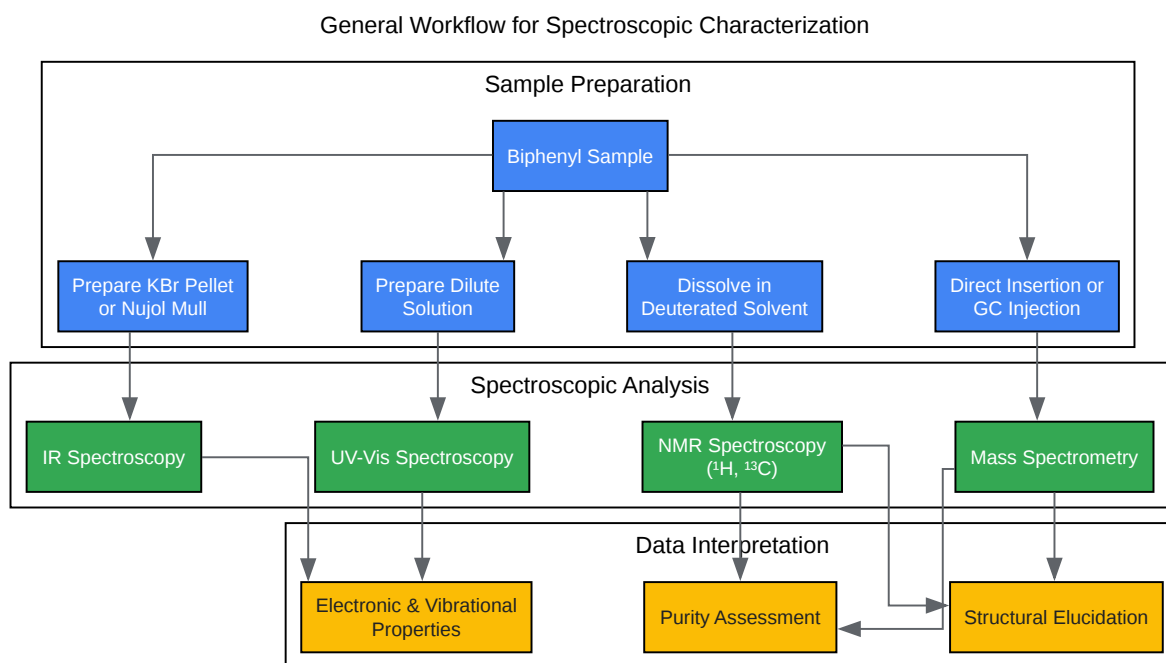 General Workflow for Spectroscopic Characterization
Sample Preparation
Biphenyl Sample
Prepare KBr Pellet
or Nujol Mull
Prepare Dilute
Solution
Dissolve in
Deuterated Solvent
Direct Insertion or
GC Injection
Spectroscopic Analysis
IR Spectroscopy
UV-Vis Spectroscopy
NMR Spectroscopy
(¹H, ¹³C)
Mass Spectrometry
Data Interpretation
Electronic & Vibrational
Properties
Purity Assessment
Structural Elucidation